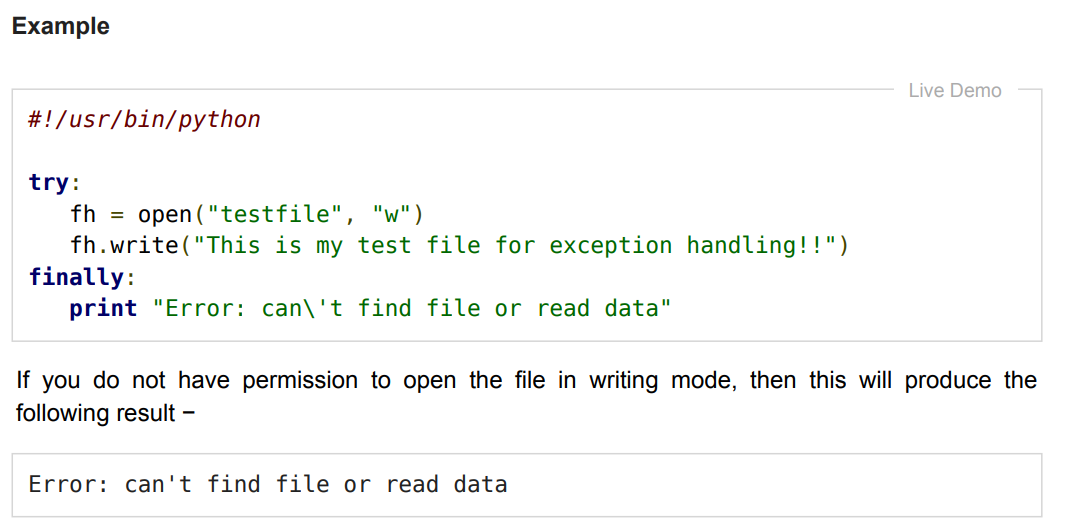 Example
Live Demo
#!/usr/bin/python
try:
   fh = open("testfile", "w")
   fh.write("This is my test file for exception handling!!")
finally:
   print "Error: can\'t find file or read data"
If you do not have permission to open the file in writing mode, then this will produce the
following result −
Error: can't find file or read data